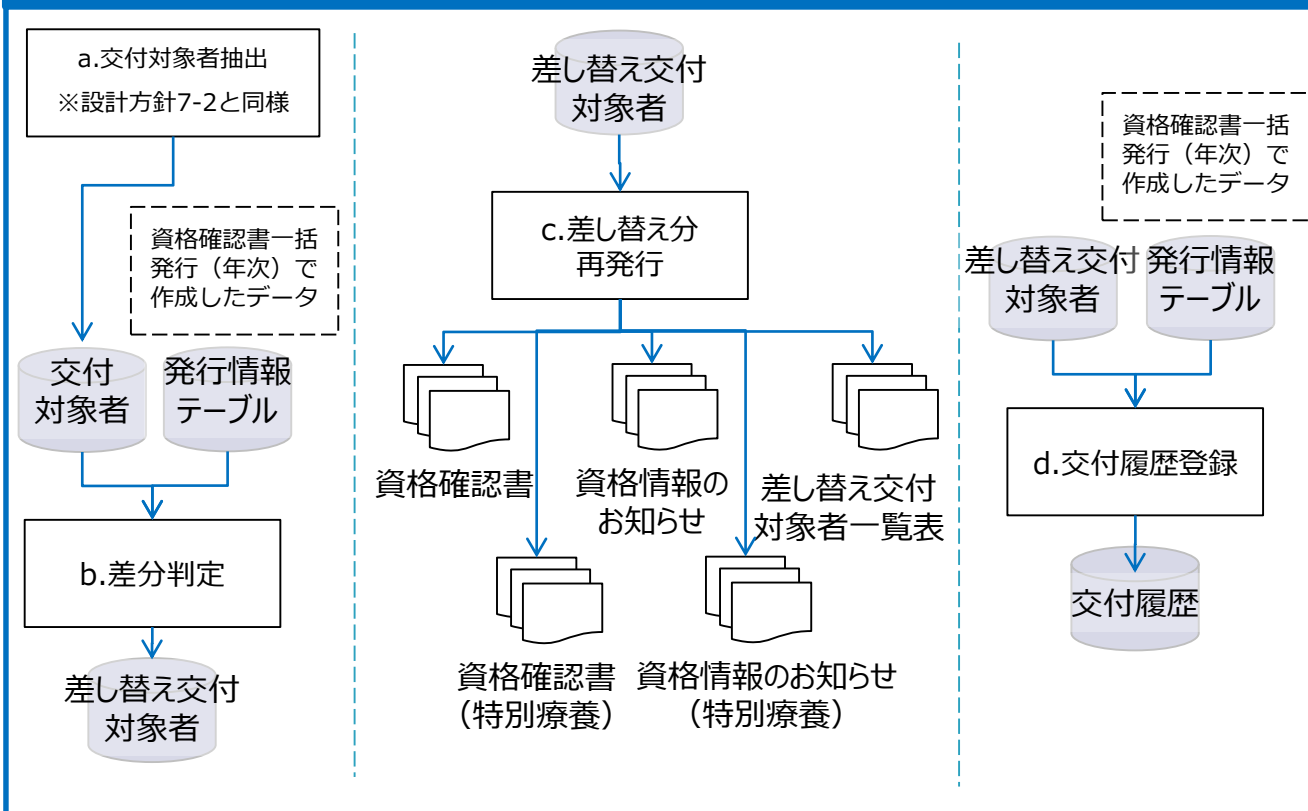 a.交付対象者抽出
※設計方針7-2と同様
資格確認書一括
発行（年次）で
作成したデータ
交付
対象者
発行情報
テーブル
b.差分判定
差し替え交付
対象者
差し替え交付
対象者
c.差し替え分
再発行
資格確認書
資格情報の
お知らせ
差し替え交付
対象者一覧表
資格確認書
（特別療養）
資格情報のお知らせ
（特別療養）
資格確認書一括
発行（年次）で
作成したデータ
差し替え交付
対象者
発行情報
テーブル
d.交付履歴登録
交付履歴